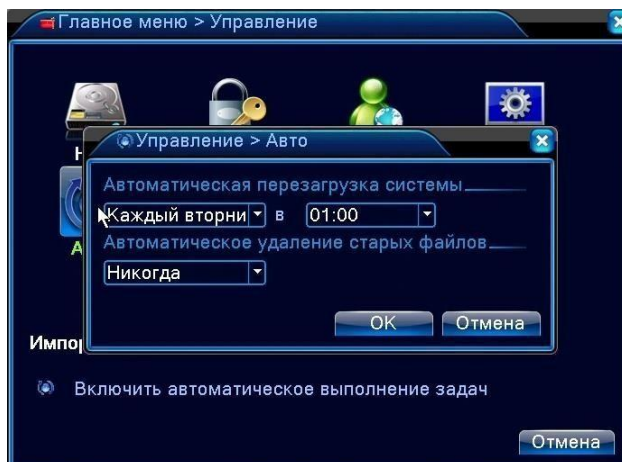 Главное меню > Управление
Управление > Авто
Автоматическая перезагрузка системы
Каждый вторни в 01:00
Автоматическое удаление старых файлов
Никогда
OK Отмена
Включить автоматическое выполнение задач
Отмена